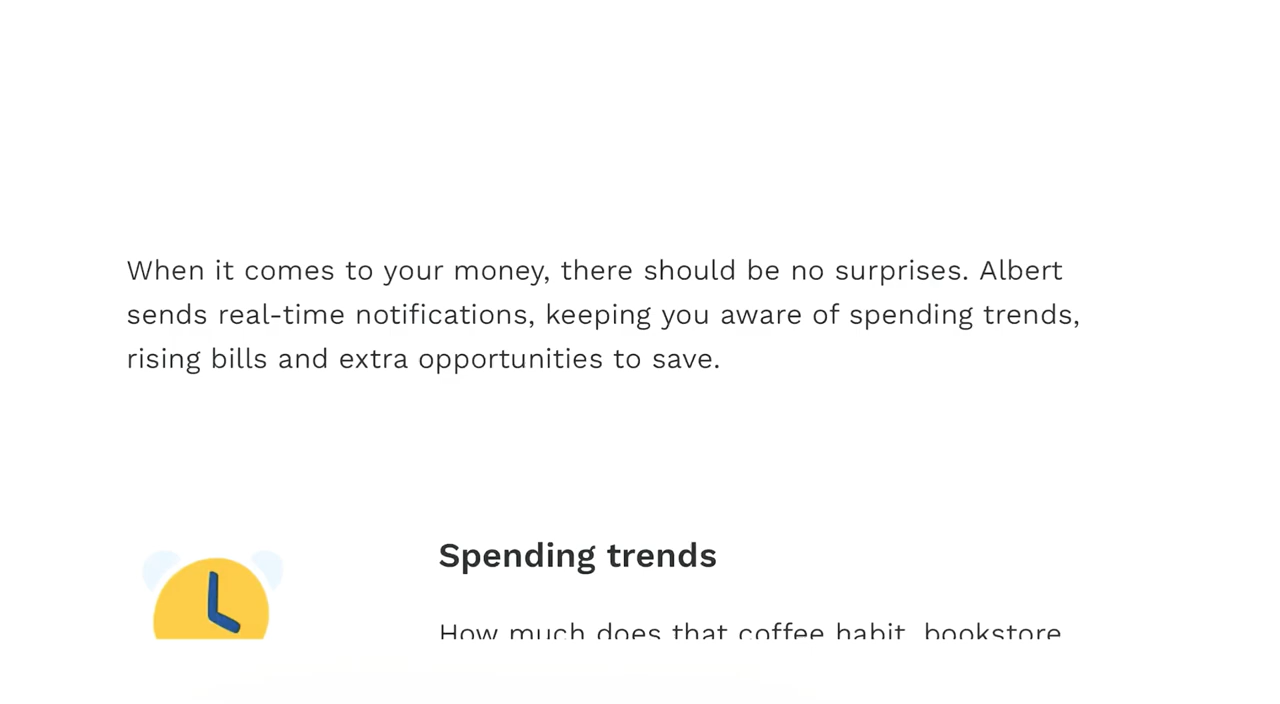 When it comes to your money, there should be no surprises. Albert
sends real-time notifications, keeping you aware of spending trends,
rising bills and extra opportunities to save.
Spending trends
How much does that coffee habit, bookstore